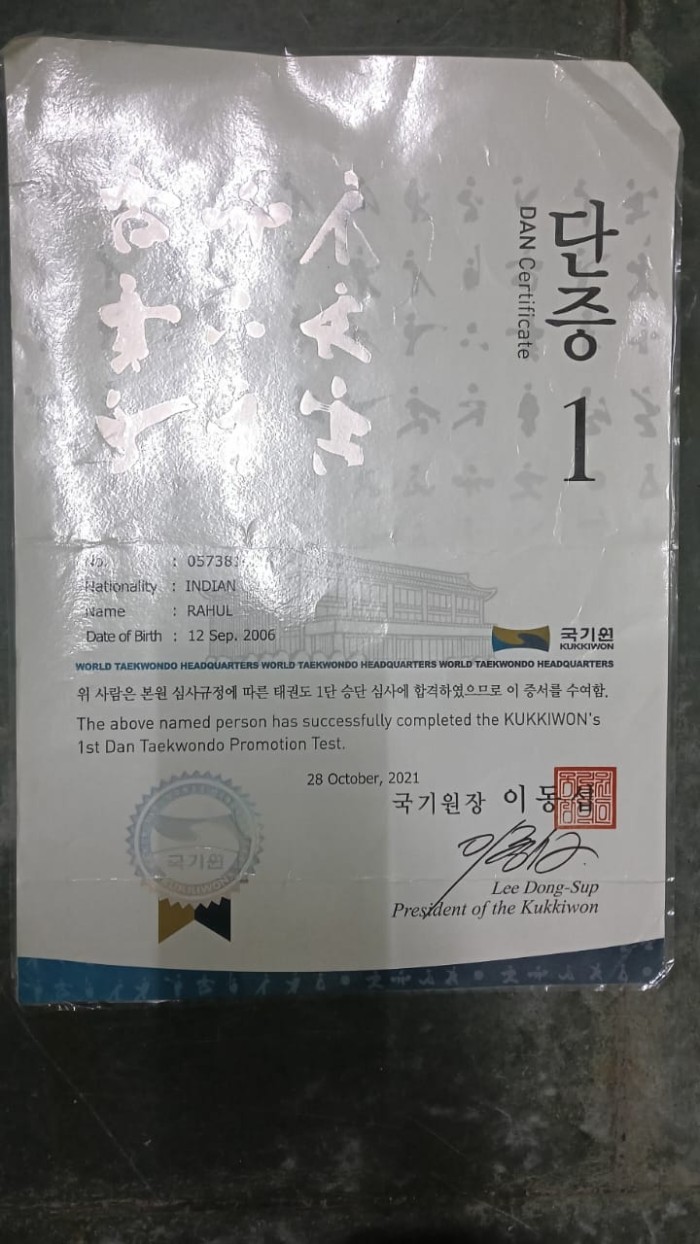 단증 1
DAN Certificate
No. : 05738
Nationality : INDIAN
Name : RAHUL
Date of Birth : 12 Sep. 2006
국기원
KUKKIWON
WORLD TAEKWONDO HEADQUARTERS WORLD TAEKWONDO HEADQUARTERS WORLD TAEKWONDO HEADQUARTERS
위 사람은 본원 심사규정에 따른 태권도 1단 승단 심사에 합격하였으므로 이 증서를 수여함.
The above named person has successfully completed the KUKKIWON's
1st Dan Taekwondo Promotion Test.
28 October, 2021
국기원장 이동섭
국기원
KUKKIWON
Lee Dong-Sup
President of the Kukkiwon